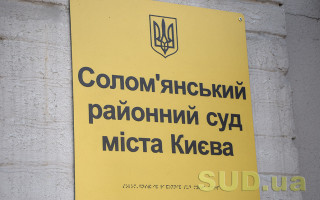 Солом'янський
районний суд
міста Києва
SUD.ua